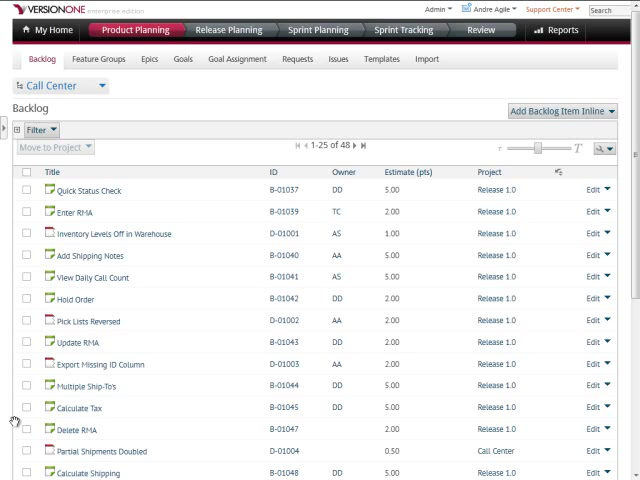 VERSIONONE enterprise edition Admin Andre Agile Support Center Search
My Home Product Planning Release Planning Sprint Planning Sprint Tracking Review Reports
Backlog Feature Groups Epics Goals Goal Assignment Requests Issues Templates Import
Call Center
Backlog Add Backlog Item Inline
Filter
Move to Project 1-25 of 48 T T
Title ID Owner Estimate (pts) Project
Quick Status Check B-01037 DD 5.00 Release 1.0 Edit
Enter RMA B-01039 TC 2.00 Release 1.0 Edit
Inventory Levels Off in Warehouse D-01001 AS 1.00 Release 1.0 Edit
Add Shipping Notes B-01040 AA 5.00 Release 1.0 Edit
View Daily Call Count B-01041 AS 5.00 Release 1.0 Edit
Hold Order B-01042 DD 2.00 Release 1.0 Edit
Pick Lists Reversed D-01002 AA 2.00 Release 1.0 Edit
Update RMA B-01043 DD 2.00 Release 1.0 Edit
Export Missing ID Column D-01003 AA 2.00 Release 1.0 Edit
Multiple Ship-To's B-01044 DD 5.00 Release 1.0 Edit
Calculate Tax B-01045 DD 5.00 Release 1.0 Edit
Delete RMA B-01047 2.00 Release 1.0 Edit
Partial Shipments Doubled D-01004 0.50 Call Center Edit
Calculate Shipping B-01048 DD 5.00 Release 1.0 Edit